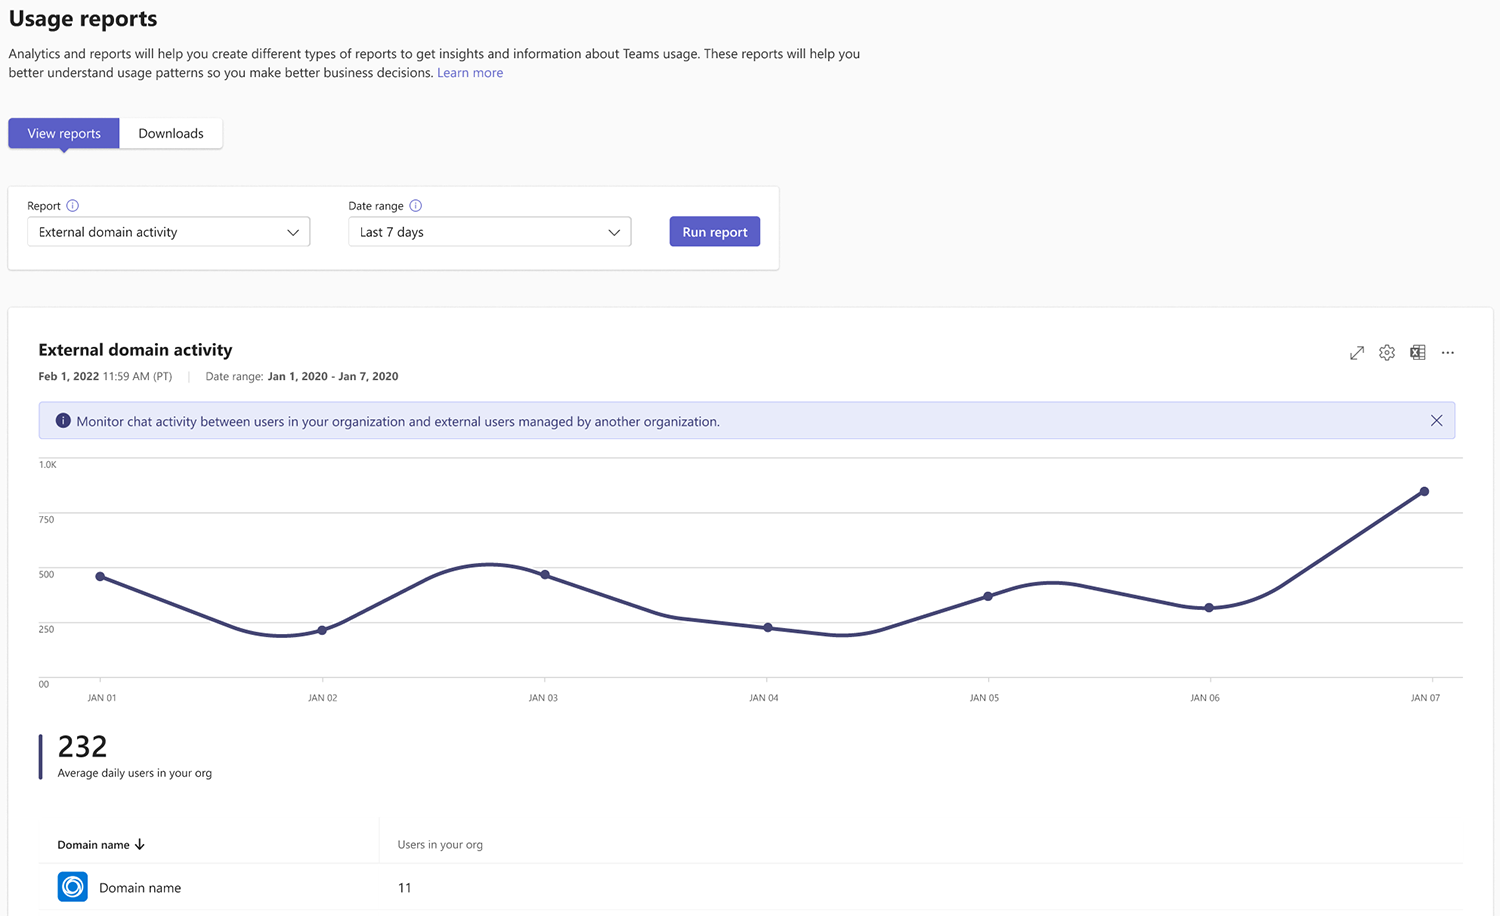 Usage reports
Analytics and reports will help you create different types of reports to get insights and information about Teams usage. These reports will help you
better understand usage patterns so you make better business decisions. Learn more
View reports
Downloads
Report
Date range
External domain activity
Last 7 days
Run report
External domain activity
Feb 1, 2022 11:59 AM (PT) | Date range: Jan 1, 2020 - Jan 7, 2020
Monitor chat activity between users in your organization and external users managed by another organization.
1.0K
750
500
250
00
JAN 01
JAN 02
JAN 03
JAN 04
JAN 05
JAN 06
JAN 07
232
Average daily users in your org
Domain name
Users in your org
Domain name
11